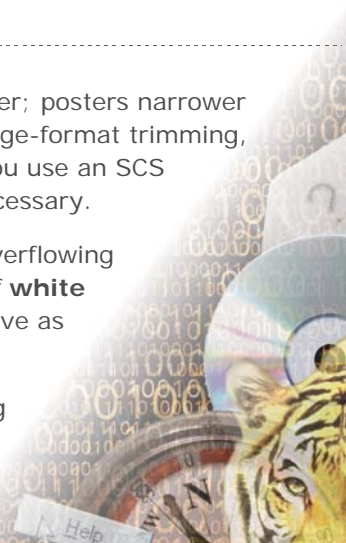 er; posters narrower
ge-format trimming,
ou use an SCS
cessary.
verflowing
f white
ve as
g
?
N
W
Help